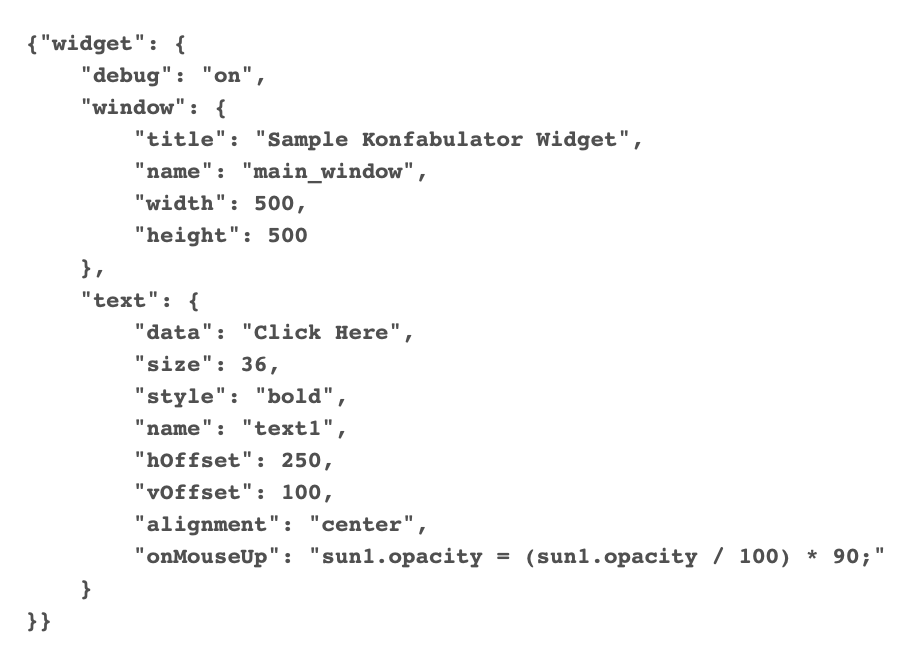 {"widget": {
    "debug": "on",
    "window": {
        "title": "Sample Konfabulator Widget",
        "name": "main_window",
        "width": 500,
        "height": 500
    },
    "text": {
        "data": "Click Here",
        "size": 36,
        "style": "bold",
        "name": "text1",
        "hOffset": 250,
        "vOffset": 100,
        "alignment": "center",
        "onMouseUp": "sun1.opacity = (sun1.opacity / 100) * 90;"
    }
}}